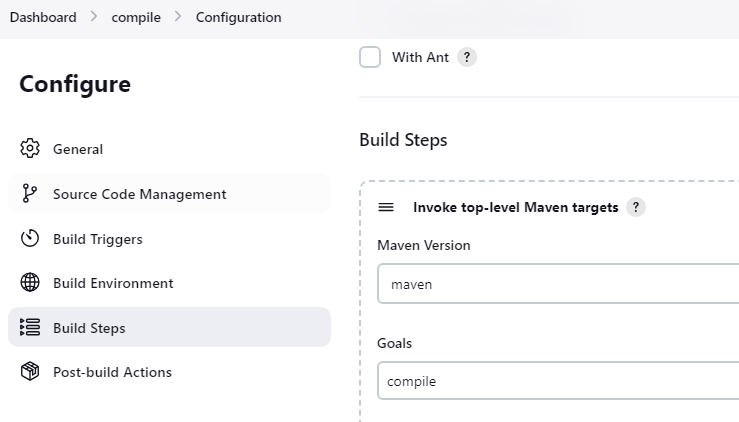 Dashboard > compile > Configuration
Configure
General
Source Code Management
Build Triggers
Build Environment
Build Steps
Post-build Actions
With Ant ?
Build Steps
Invoke top-level Maven targets ?
Maven Version
maven
Goals
compile